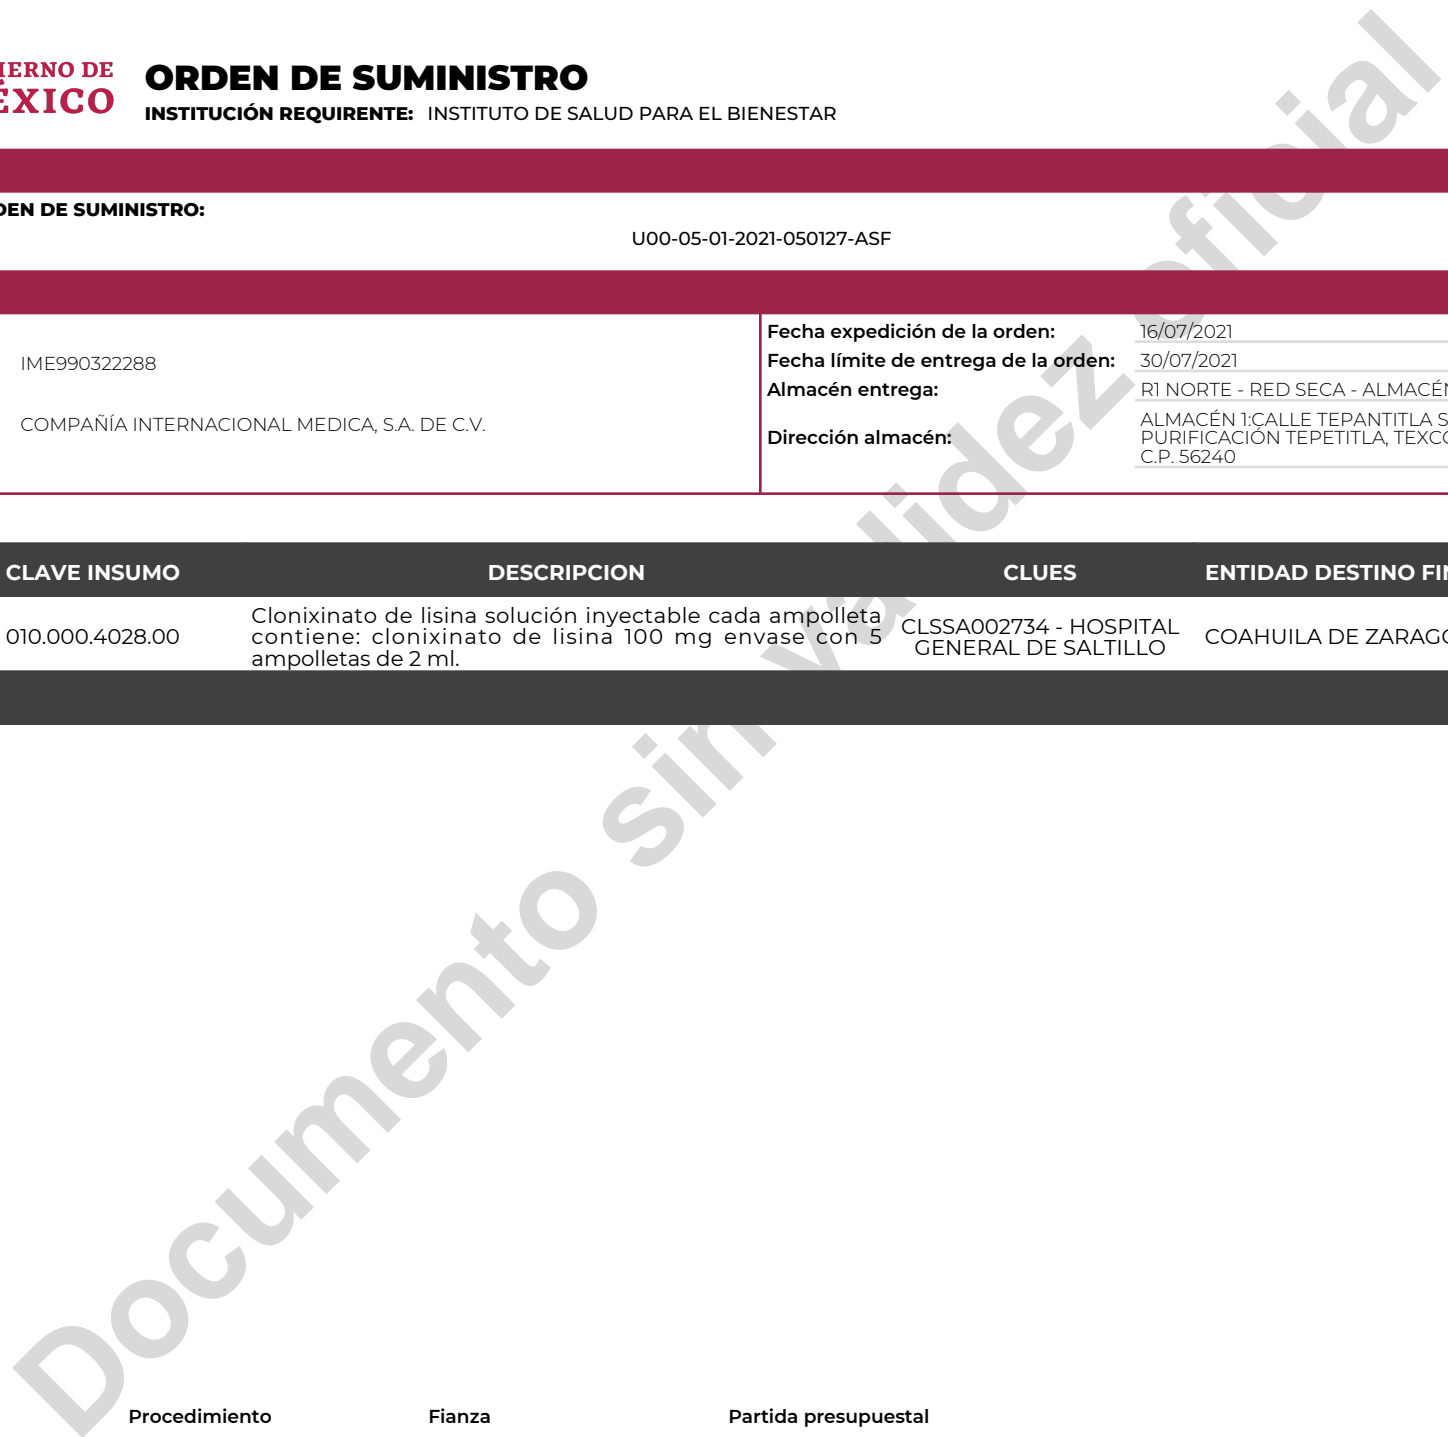 IERNO DE
ÉXICO
ORDEN DE SUMINISTRO
INSTITUCIÓN REQUIRENTE: INSTITUTO DE SALUD PARA EL BIENESTAR
DEN DE SUMINISTRO:
U00-05-01-2021-050127-ASF
IME990322288
COMPAÑÍA INTERNACIONAL MEDICA, S.A. DE C.V.
Fecha expedición de la orden: 16/07/2021
Fecha límite de entrega de la orden: 30/07/2021
Almacén entrega: R1 NORTE - RED SECA - ALMACÉN
Dirección almacén:
ALMACÉN 1:CALLE TEPANTITLA S
PURIFICACIÓN TEPETITLA, TEXCO
C.P. 56240
CLAVE INSUMO DESCRIPCION CLUES ENTIDAD DESTINO FIN
010.000.4028.00
Clonixinato de lisina solución inyectable cada ampolleta
contiene: clonixinato de lisina 100 mg envase con 5
ampolletas de 2 ml.
CLSSA002734 - HOSPITAL
GENERAL DE SALTILLO
COAHUILA DE ZARAGO
Documento sin validez oficial
Procedimiento Fianza Partida presupuestal